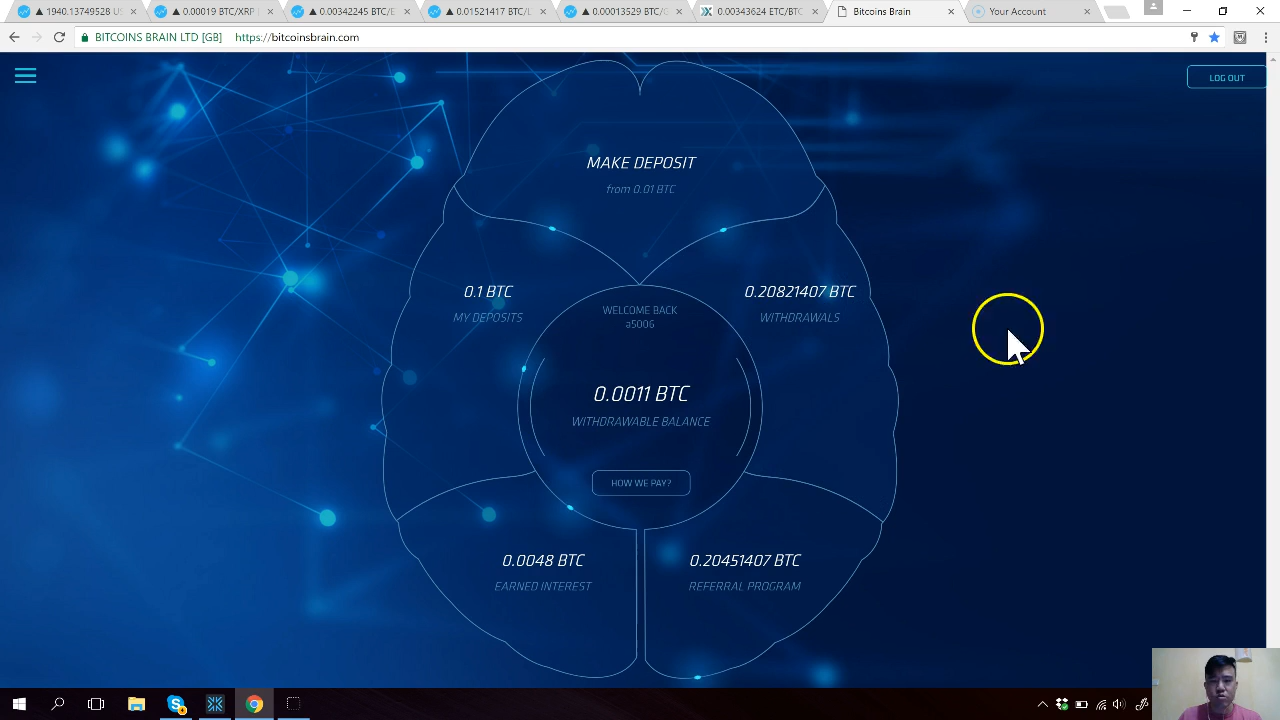 ▲ 1940.13749528 US
▲ 0.00019 BTC/XRP
▲ 0.00342245 BTC/E
▲ 0.01521417 BTC/L
▲ 0.00013529 BTC/
0.00343624 ETC/BTC
Bitcoins Brain
Your Account
BITCOINS BRAIN LTD [GB]
https://bitcoinsbrain.com
LOG OUT
MAKE DEPOSIT
from 0.01 BTC
0.1 BTC
MY DEPOSITS
0.20821407 BTC
WITHDRAWALS
WELCOME BACK
a5006
0.0011 BTC
WITHDRAWABLE BALANCE
HOW WE PAY?
0.0048 BTC
EARNED INTEREST
0.20451407 BTC
REFERRAL PROGRAM